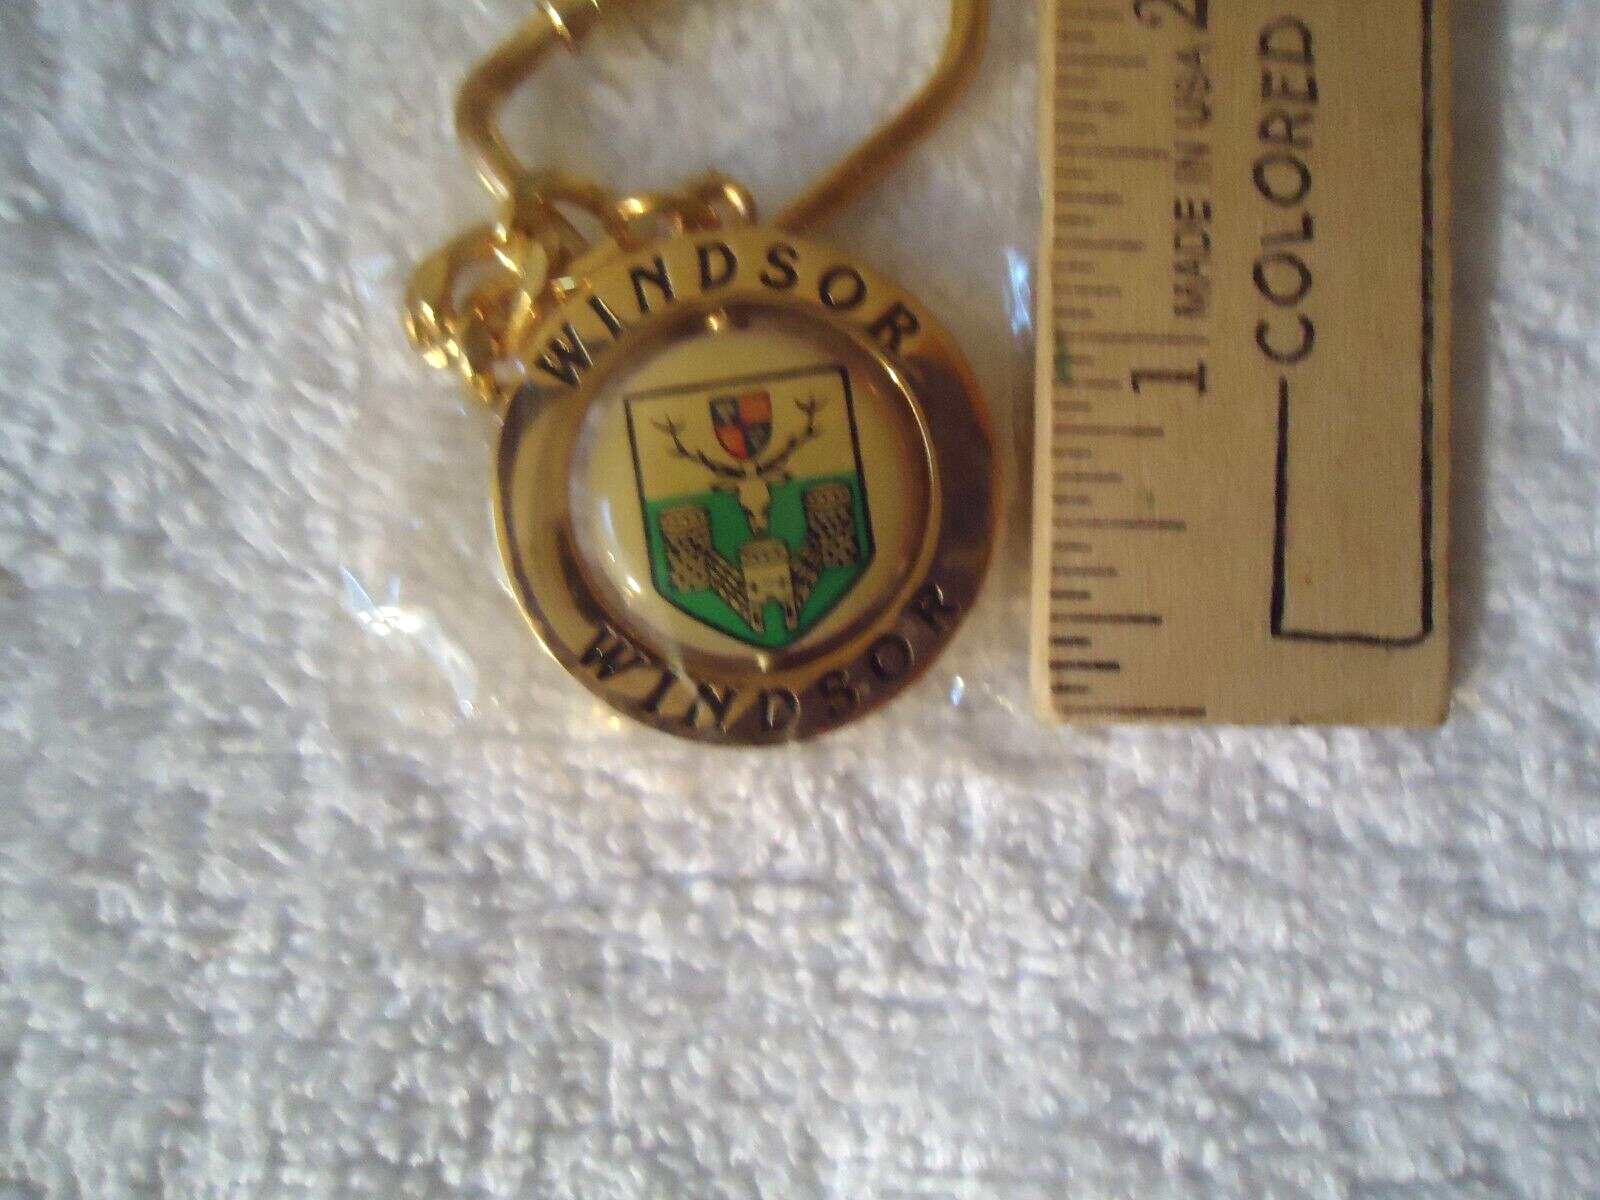 WINDSOR
WINDSOR
1
2
MADE IN USA
COLORED